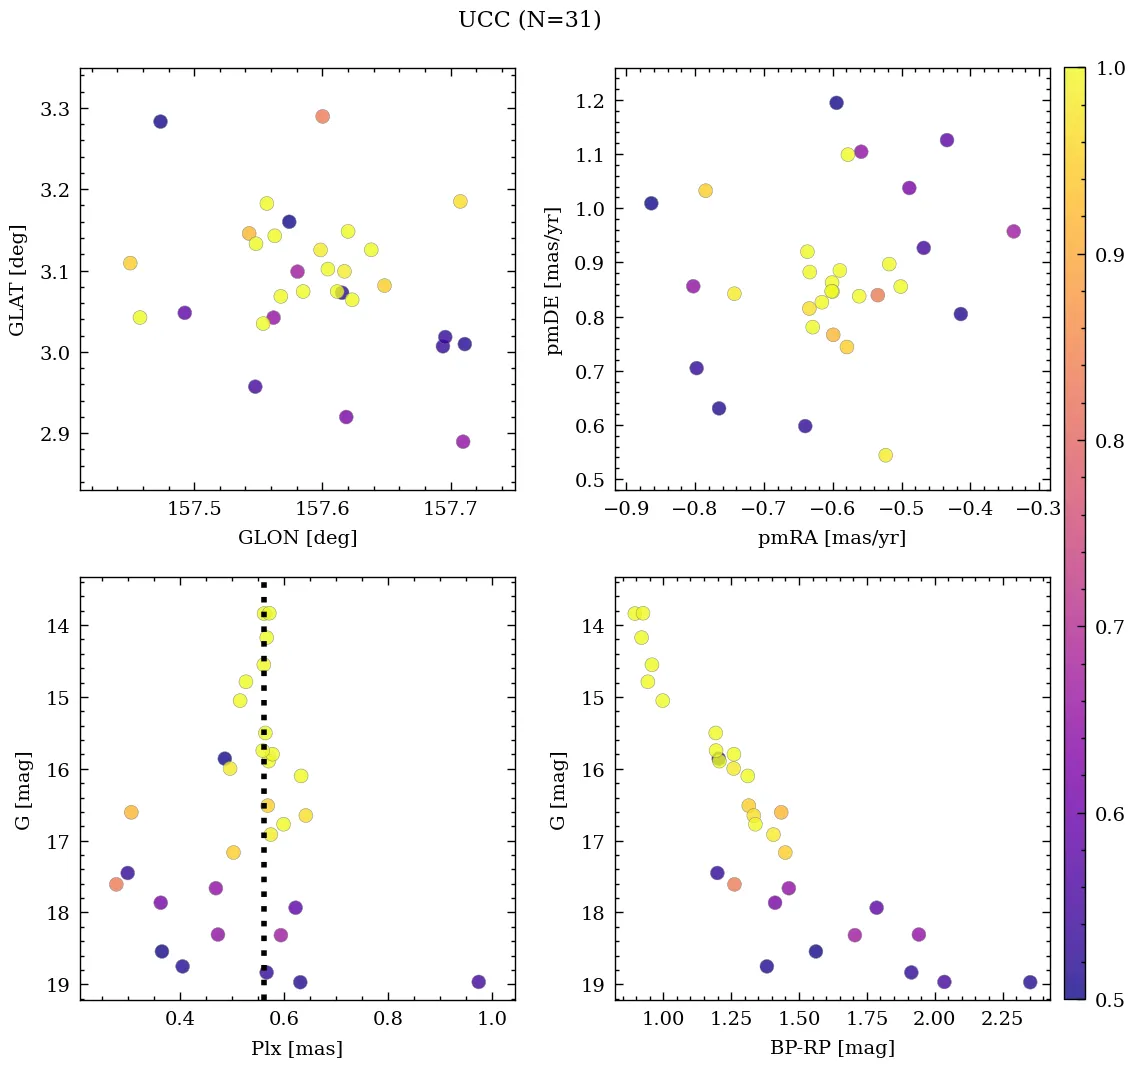 UCC (N=31)
3.3
3.2
3.1
3.0
2.9
GLAT [deg]
157.5 157.6 157.7
GLON [deg]
1.2
1.1
1.0
0.9
0.8
0.7
0.6
0.5
pmDE [mas/yr]
−0.9 −0.8 −0.7 −0.6 −0.5 −0.4 −0.3
pmRA [mas/yr]
14
15
16
17
18
19
G [mag]
0.4 0.6 0.8 1.0
Plx [mas]
14
15
16
17
18
19
G [mag]
1.00 1.25 1.50 1.75 2.00 2.25
BP-RP [mag]
1.0
0.9
0.8
0.7
0.6
0.5